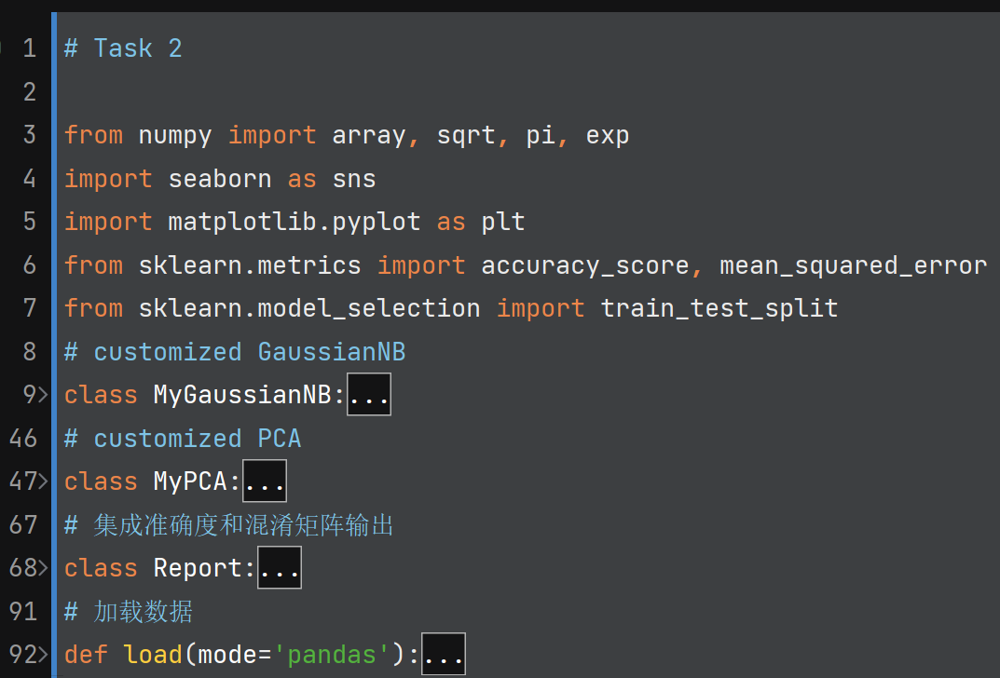 1 # Task 2
2
3 from numpy import array, sqrt, pi, exp
4 import seaborn as sns
5 import matplotlib.pyplot as plt
6 from sklearn.metrics import accuracy_score, mean_squared_error
7 from sklearn.model_selection import train_test_split
8 # customized GaussianNB
9> class MyGaussianNB:...
46 # customized PCA
47> class MyPCA:...
67 # 集成准确度和混淆矩阵输出
68> class Report:...
91 # 加载数据
92> def load(mode='pandas'):...